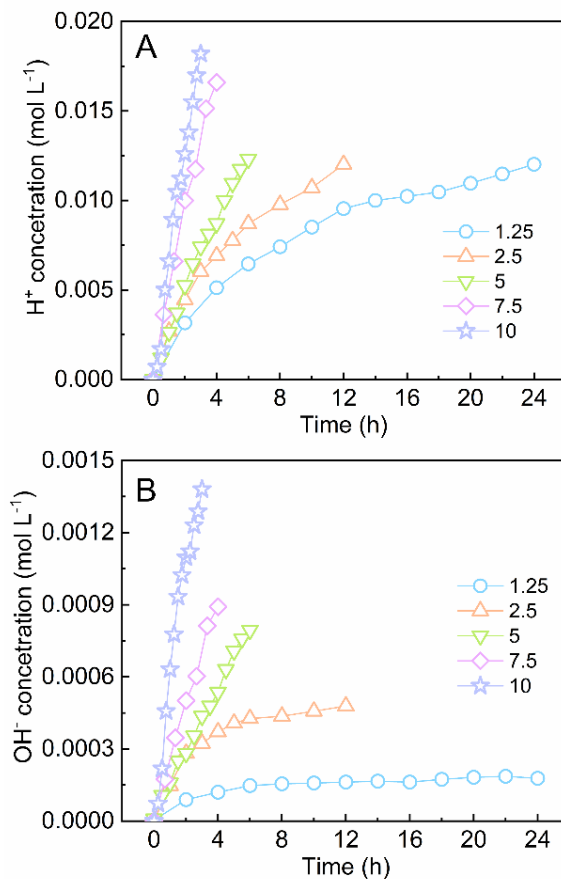 A
H⁺ concetration (mol L⁻¹)
0.020
0.015
0.010
0.005
0.000
1.25
2.5
5
7.5
10
0 4 8 12 16 20 24
Time (h)
B
OH⁻ concetration (mol L⁻¹)
0.0015
0.0012
0.0009
0.0006
0.0003
0.0000
1.25
2.5
5
7.5
10
0 4 8 12 16 20 24
Time (h)